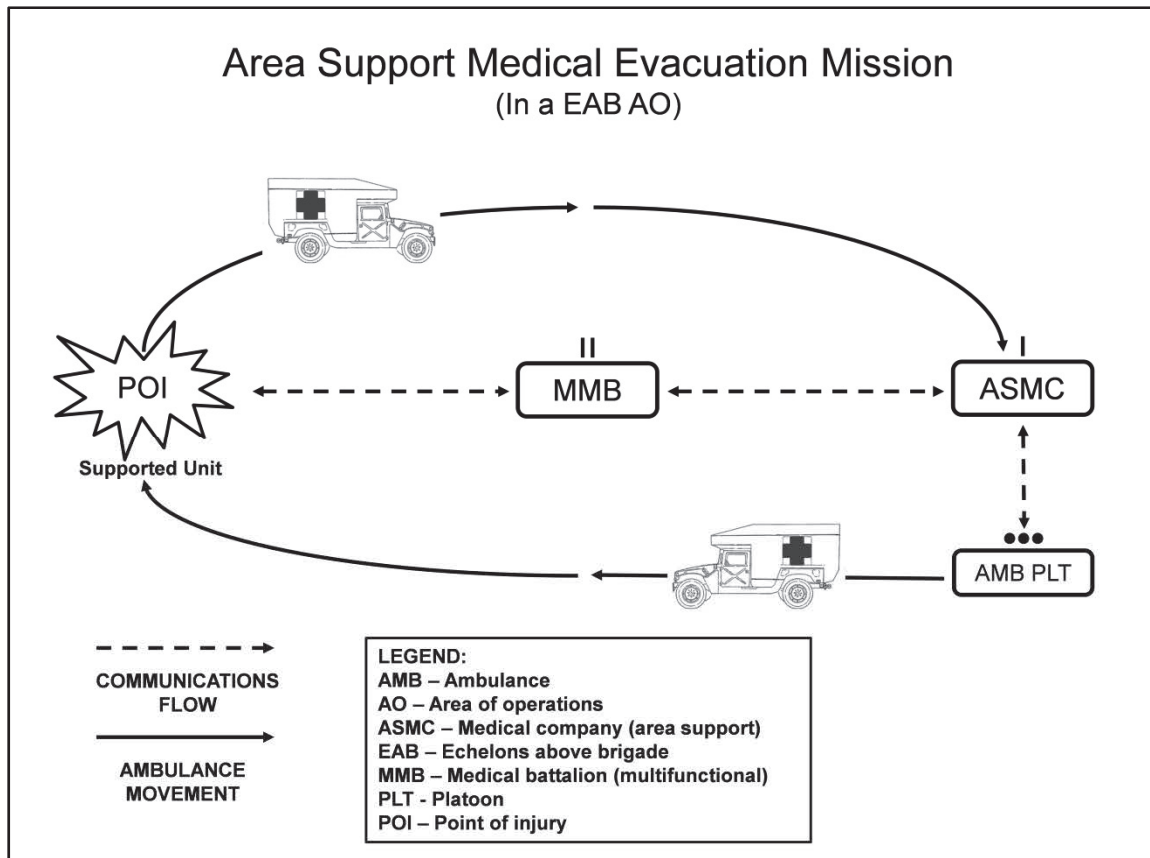 Area Support Medical Evacuation Mission
(In a EAB AO)
POI
Supported Unit
MMB
ASMC
AMB PLT
COMMUNICATIONS
FLOW
AMBULANCE
MOVEMENT
LEGEND:
AMB – Ambulance
AO – Area of operations
ASMC – Medical company (area support)
EAB – Echelons above brigade
MMB – Medical battalion (multifunctional)
PLT - Platoon
POI – Point of injury